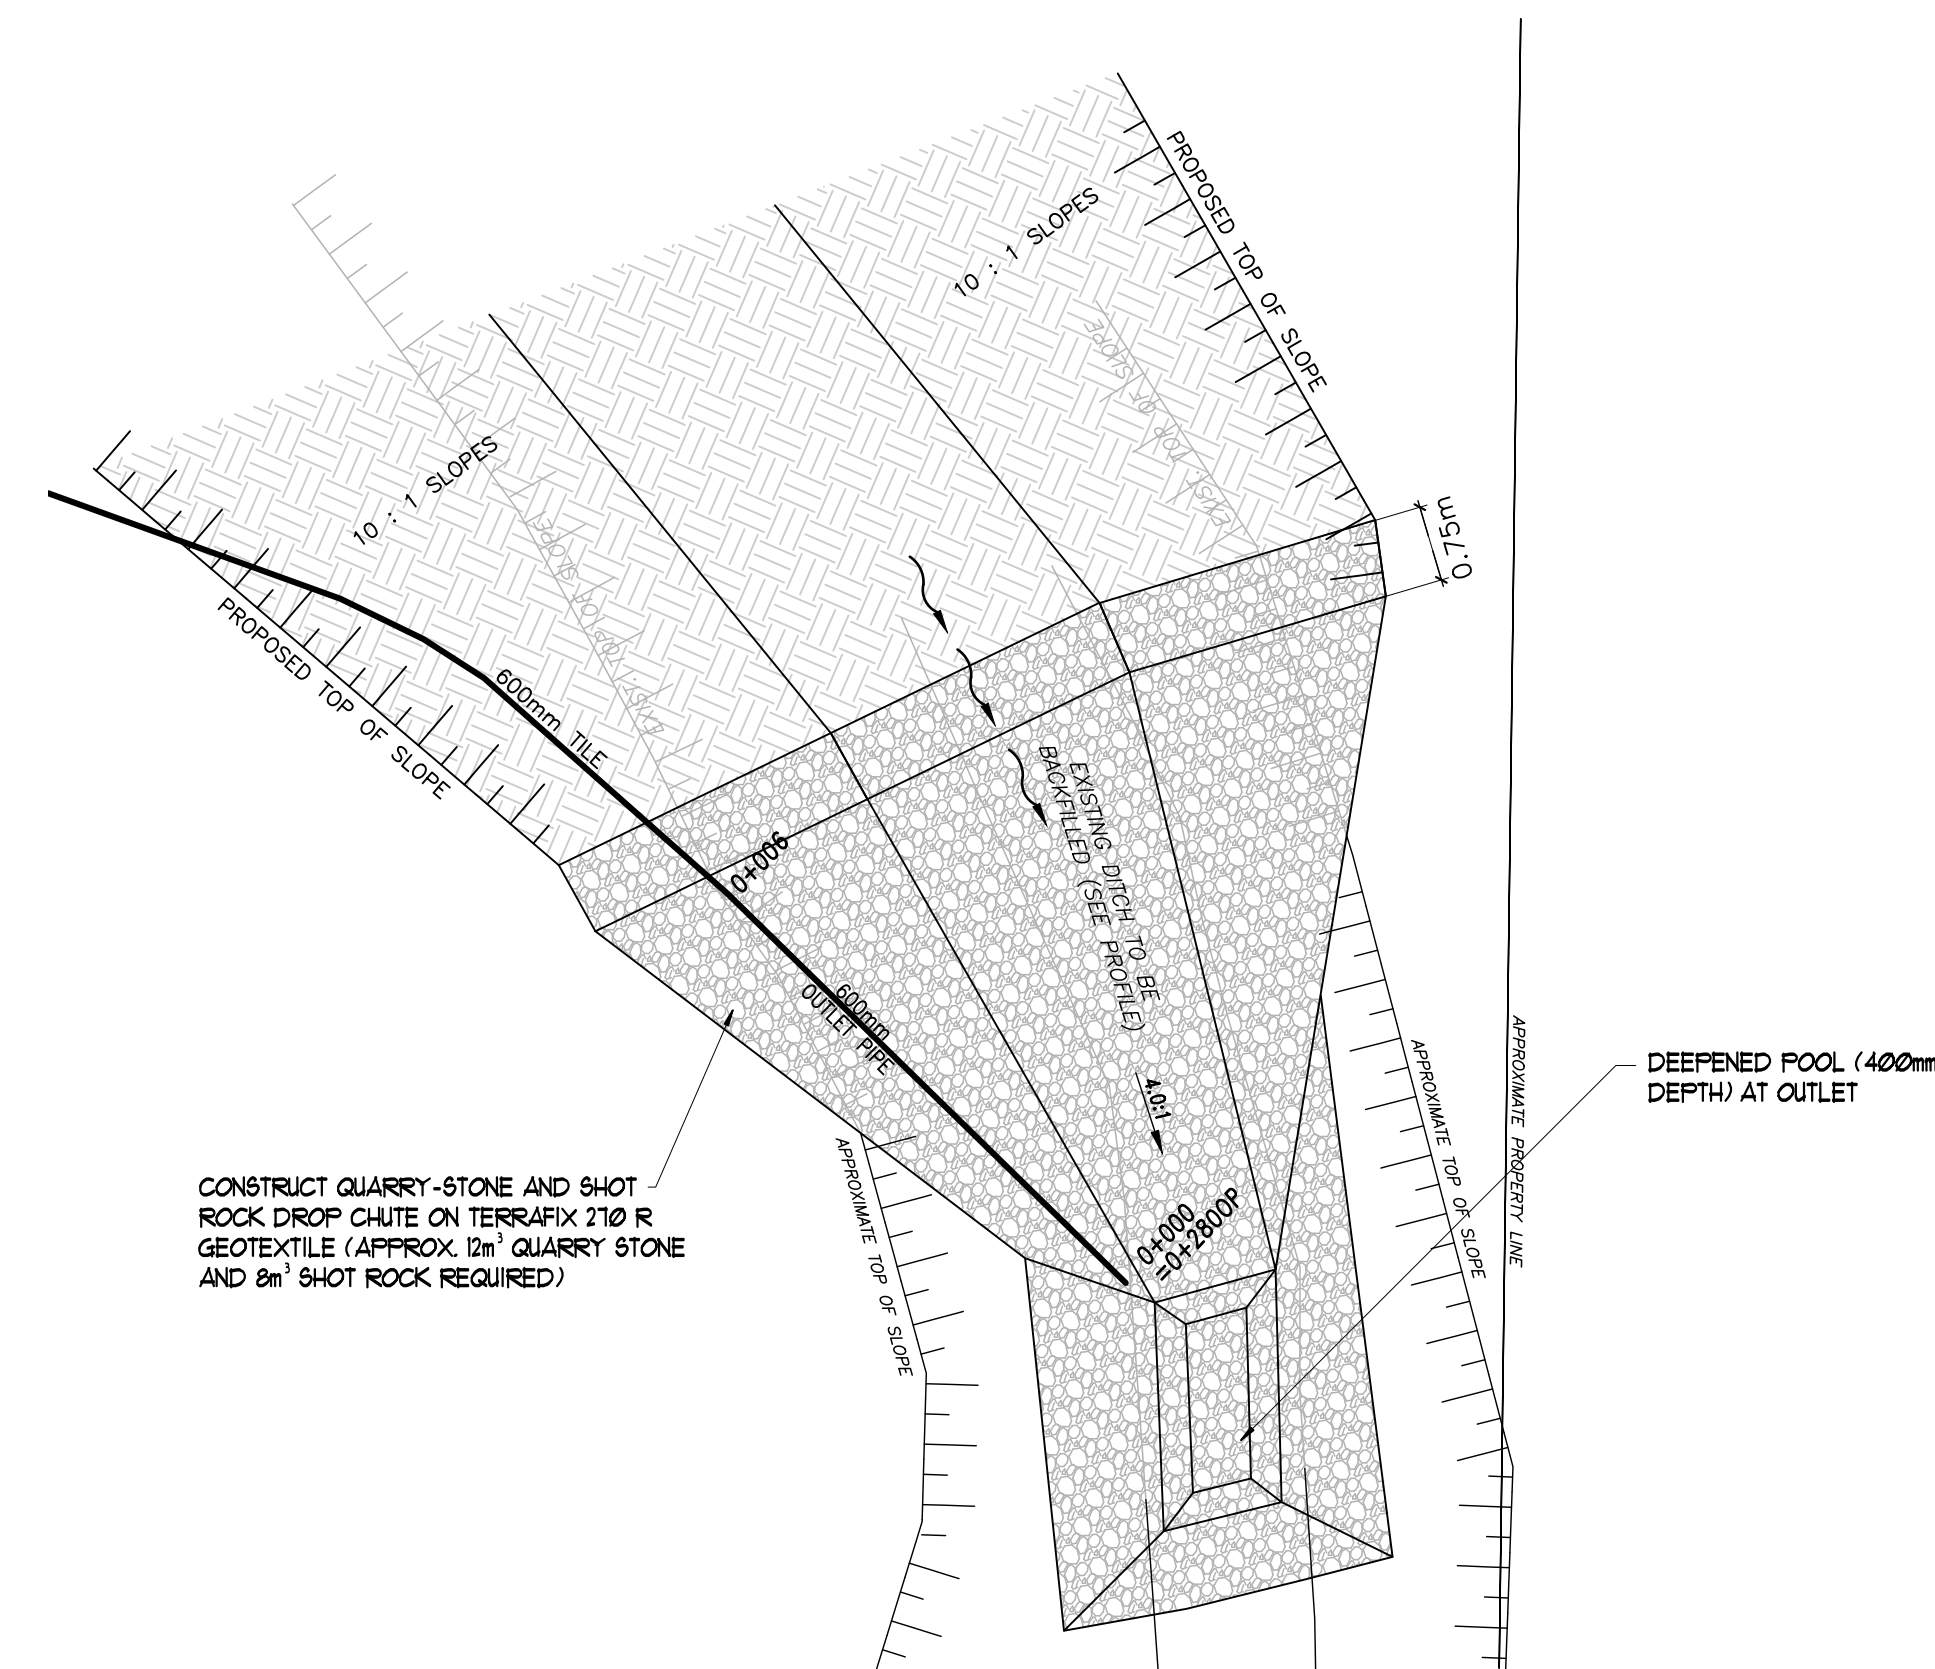 PROPOSED TOP OF SLOPE
10 : 1 SLOPES
EXIST. TOP OF SLOPE
10 : 1 SLOPES
EXIST. TOP OF SLOPE
0.75m
PROPOSED TOP OF SLOPE
600mm TILE
0+006
EXISTING DITCH TO BE
BACKFILLED (SEE PROFILE)
600mm
OUTLET PIPE
4.0:1
0+000
=0+280OP
APPROXIMATE TOP OF SLOPE
APPROXIMATE TOP OF SLOPE
APPROXIMATE PROPERTY LINE
DEEPENED POOL (400mm
DEPTH) AT OUTLET
CONSTRUCT QUARRY-STONE AND SHOT
ROCK DROP CHUTE ON TERRAFIX 270 R
GEOTEXTILE (APPROX. 12m³ QUARRY STONE
AND 8m³ SHOT ROCK REQUIRED)